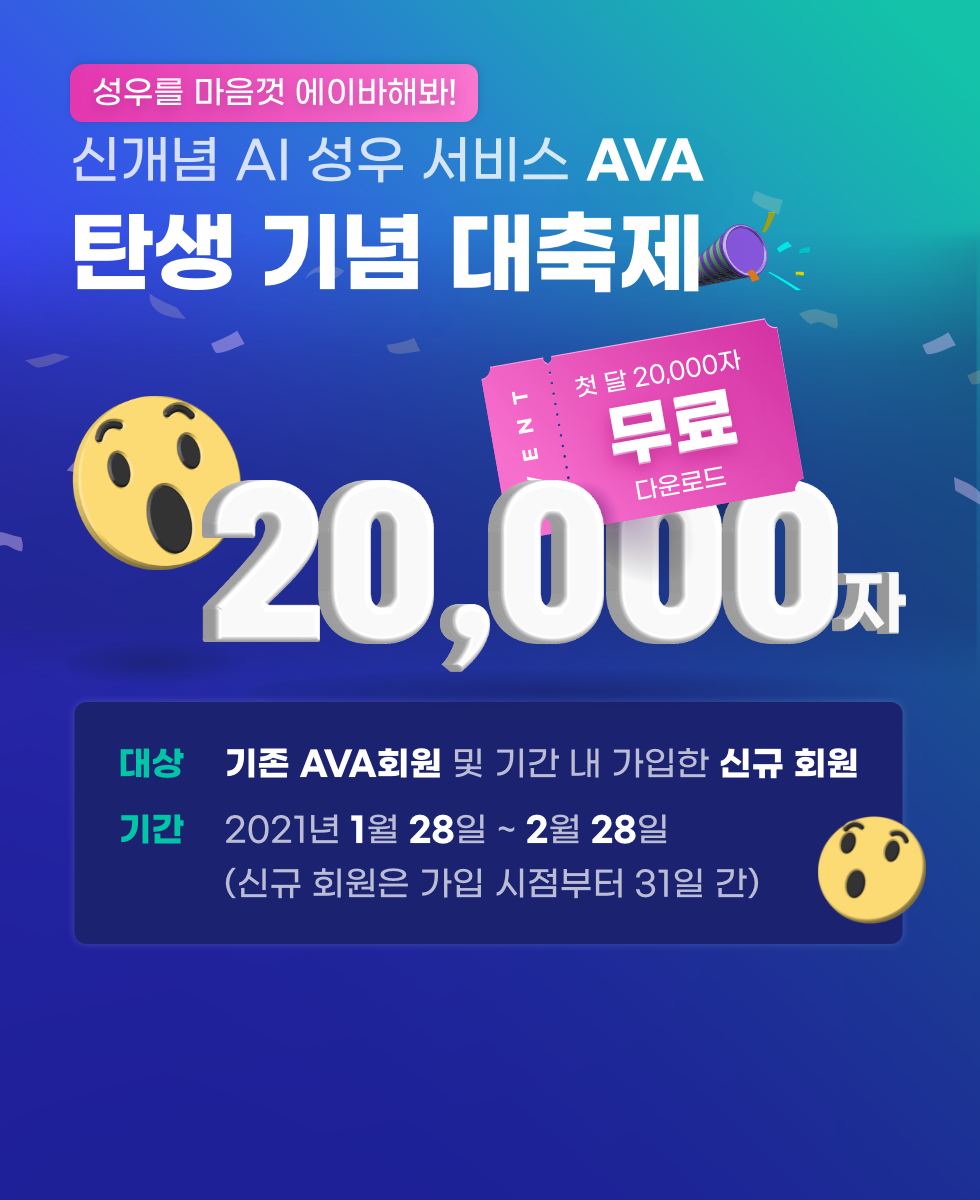 성우를 마음껏 에이바해봐!
신개념 AI 성우 서비스 AVA
탄생 기념 대축제
EVENT
첫 달 20,000자
무료
다운로드
20,000자
대상 기존 AVA회원 및 기간 내 가입한 신규 회원
기간 2021년 1월 28일 ~ 2월 28일
(신규 회원은 가입 시점부터 31일 간)